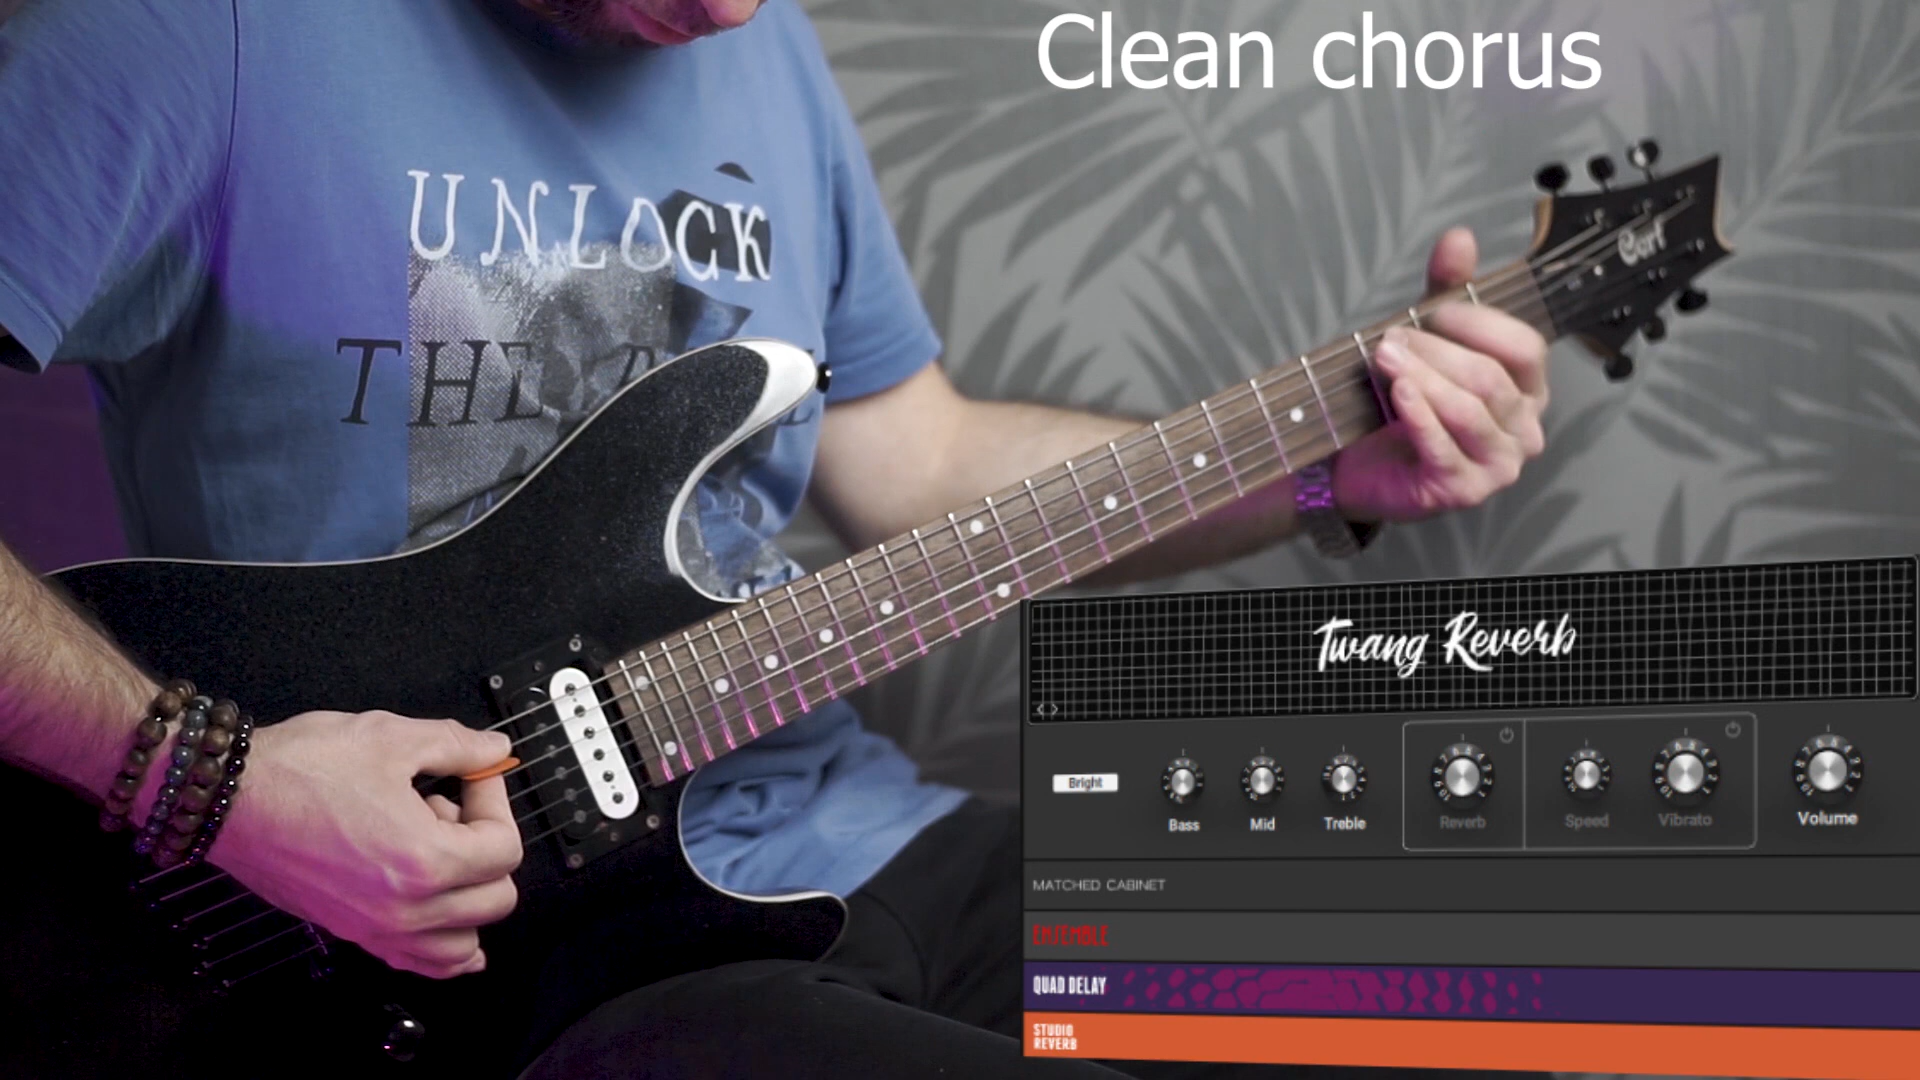 Clean chorus
UNLOCK
THE
Cort
Twang Reverb
Bright
Bass
Mid
Treble
Reverb
Speed
Vibrato
Volume
MATCHED CABINET
ENSEMBLE
QUAD DELAY
STUDIO
REVERB